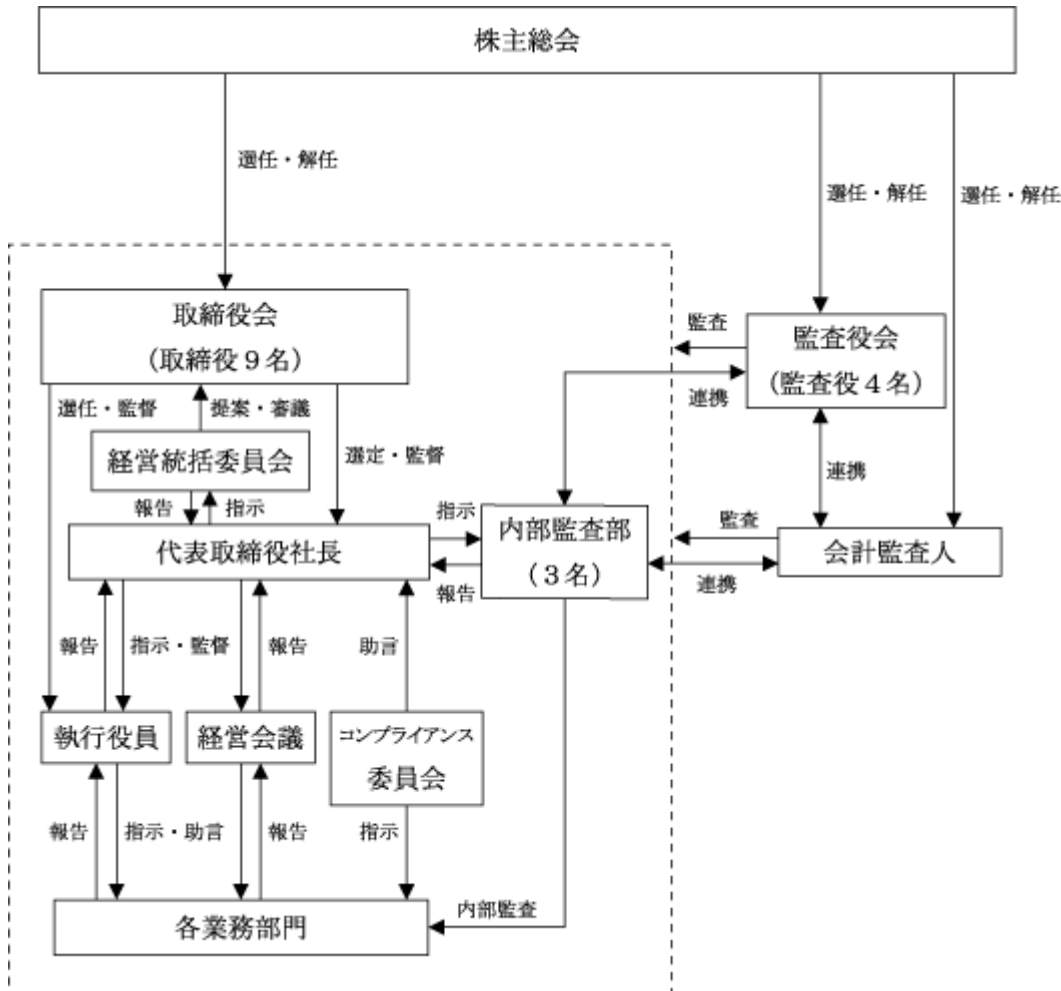 株主総会
選任・解任
選任・解任
選任・解任
取締役会
(取締役９名)
監査
監査役会
(監査役４名)
連携
選任・監督
提案・審議
経営統括委員会
選定・監督
連携
報告
指示
指示
代表取締役社長
内部監査部
(３名)
監査
会計監査人
報告
連携
報告
指示・監督
報告
助言
執行役員
経営会議
コンプライアンス
委員会
報告
指示・助言
報告
指示
各業務部門
内部監査